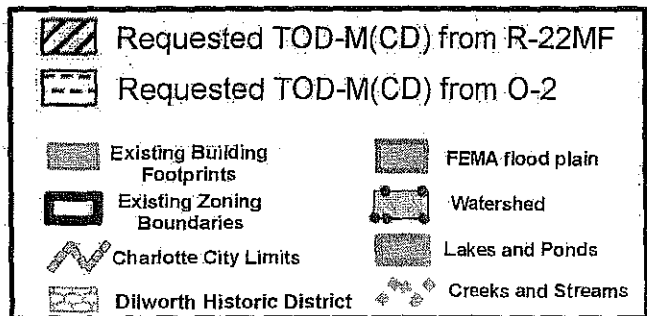 Requested TOD-M(CD) from R-22MF
Requested TOD-M(CD) from O-2
Existing Building
Footprints
Existing Zoning
Boundaries
Charlotte City Limits
Dilworth Historic District
FEMA flood plain
Watershed
Lakes and Ponds
Creeks and Streams